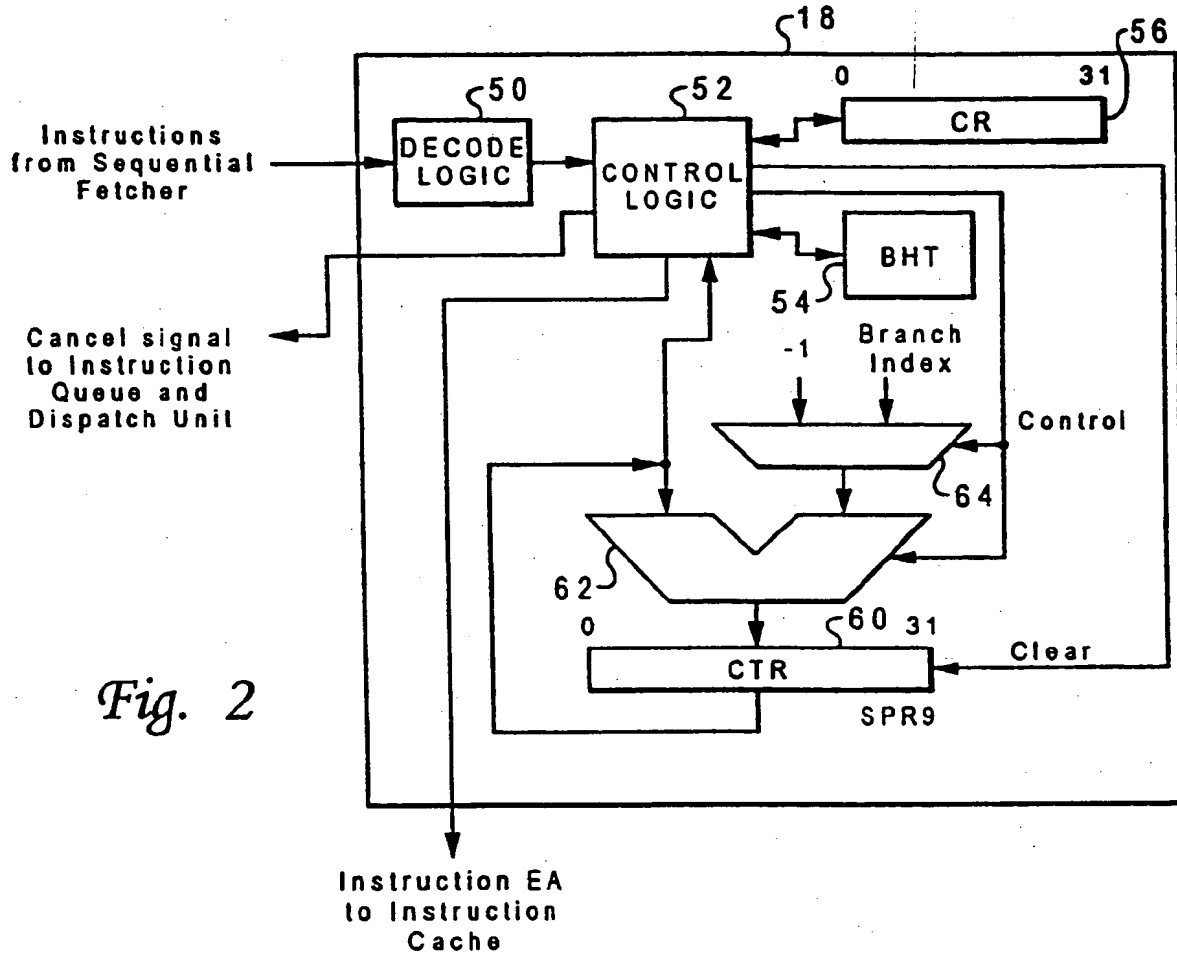 18
56
0 31
50
52
CR
Instructions
from Sequential
Fetcher
DECODE
LOGIC
CONTROL
LOGIC
BHT
54
Cancel signal
to Instruction
Queue and
Dispatch Unit
-1
Branch
Index
Control
64
62
0
60
31
CTR
Clear
SPR9
Fig. 2
Instruction EA
to Instruction
Cache